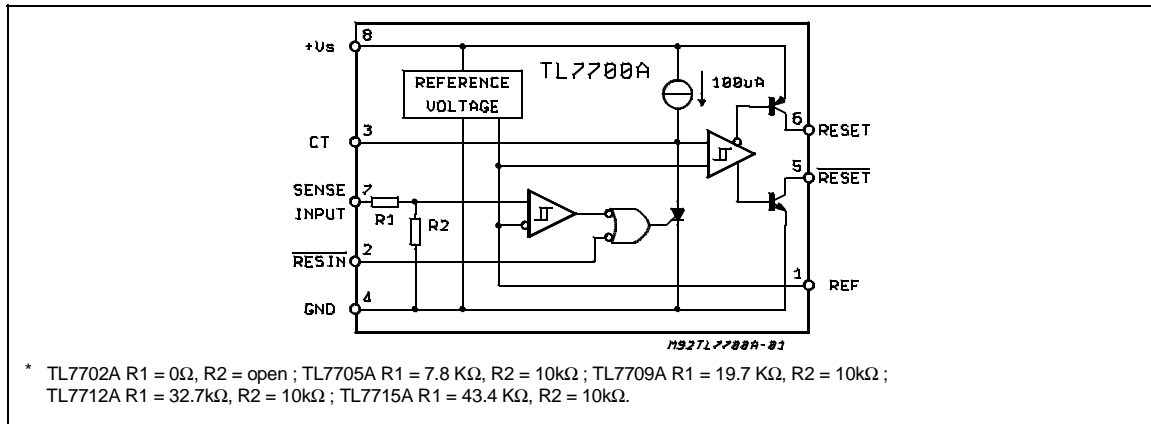 +Vs
8
TL7700A
REFERENCE
VOLTAGE
100uA
6
RESET
CT
3
5
RESET
SENSE
INPUT
7
R1
R2
RESIN
2
1
REF
GND
4
M92TL7700A-01
* TL7702A R1 = 0Ω, R2 = open ; TL7705A R1 = 7.8 KΩ, R2 = 10kΩ ; TL7709A R1 = 19.7 KΩ, R2 = 10kΩ ;
TL7712A R1 = 32.7kΩ, R2 = 10kΩ ; TL7715A R1 = 43.4 KΩ, R2 = 10kΩ.